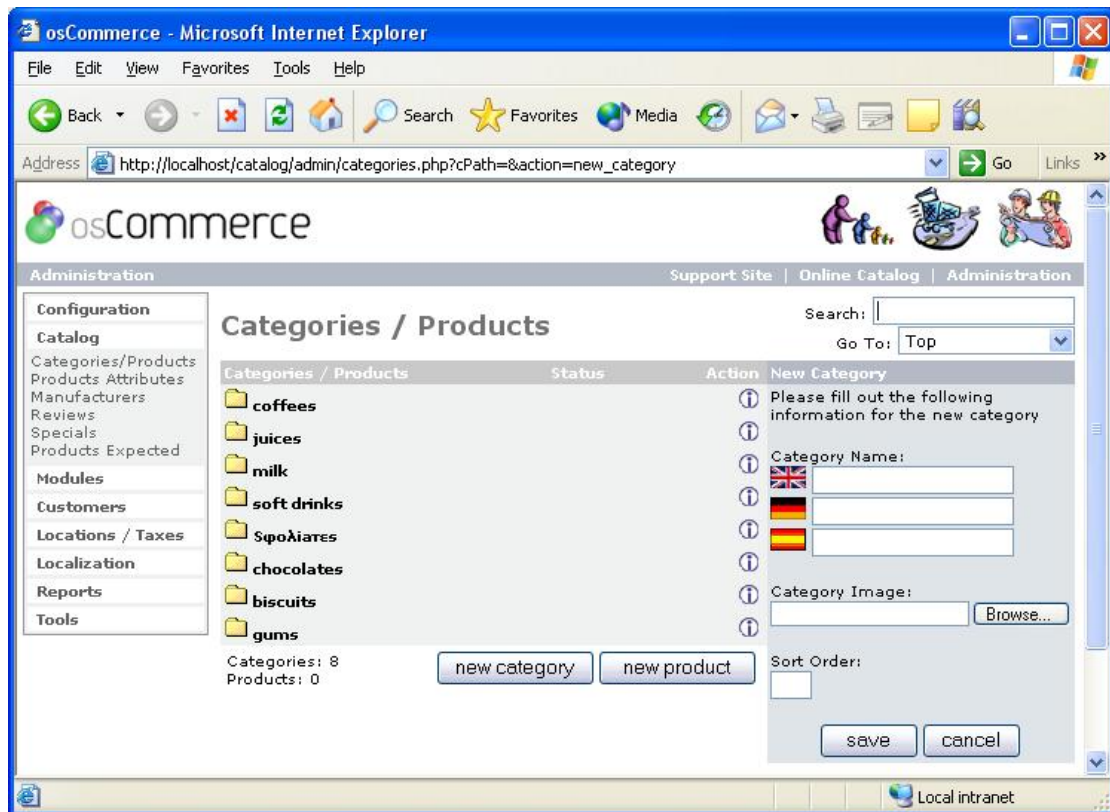 osCommerce - Microsoft Internet Explorer
File Edit View Favorites Tools Help
Back Search Favorites Media
Address http://localhost/catalog/admin/categories.php?cPath=&action=new_category Go Links »
osCommerce
Administration Support Site | Online Catalog | Administration
Configuration
Catalog
Categories/Products
Products Attributes
Manufacturers
Reviews
Specials
Products Expected
Modules
Customers
Locations / Taxes
Localization
Reports
Tools
Categories / Products
Search:
Go To: Top
Categories / Products Status Action
coffees
juices
milk
soft drinks
Sφολιατες
chocolates
biscuits
gums
Categories: 8
Products: 0
new category new product
New Category
Please fill out the following
information for the new category
Category Name:
Category Image:
Browse...
Sort Order:
save cancel
Local intranet